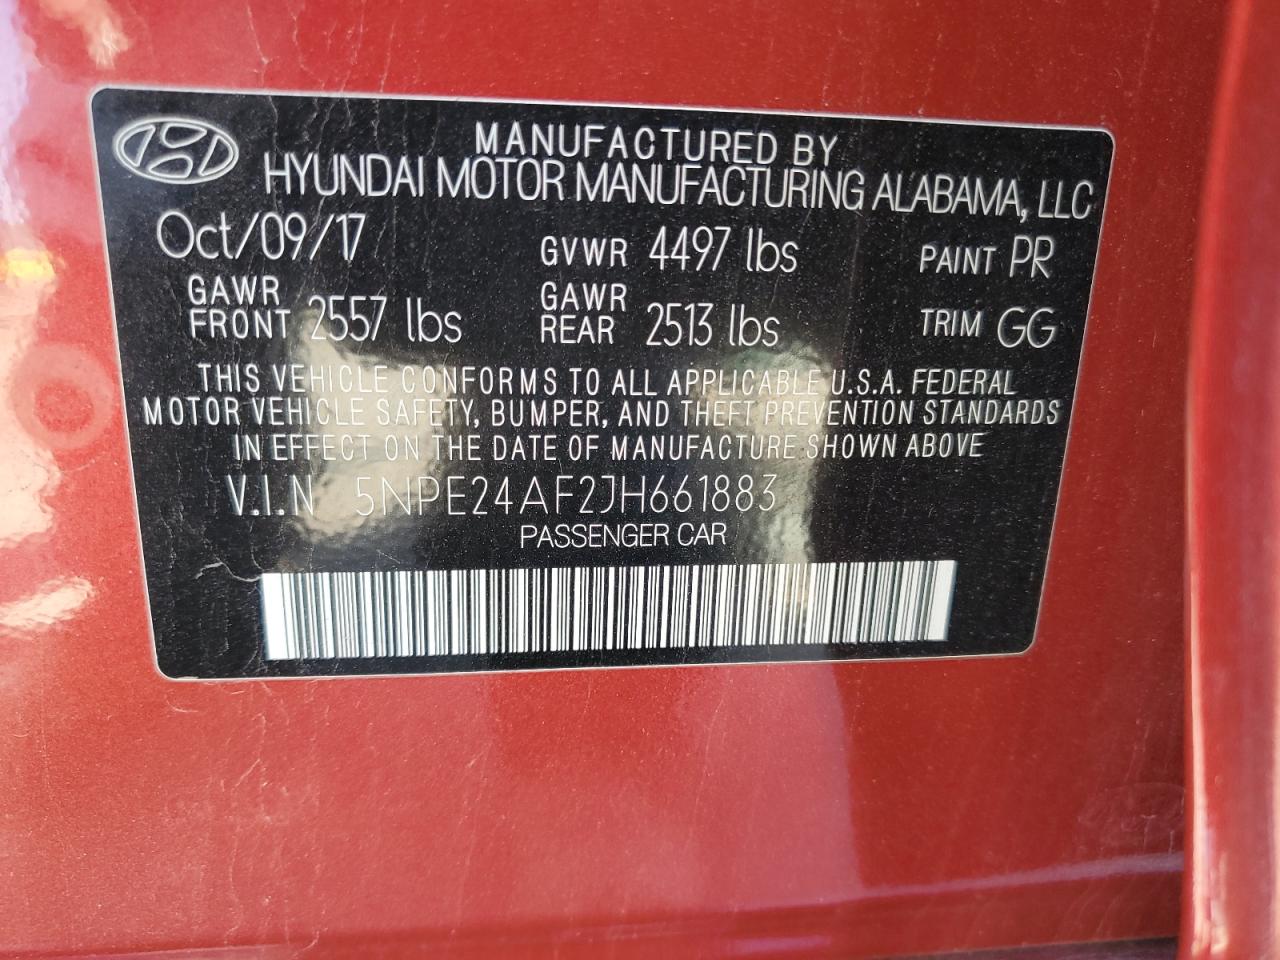 MANUFACTURED BY
HYUNDAI MOTOR MANUFACTURING ALABAMA, LLC
Oct/09/17 GVWR 4497 lbs PAINT PR
GAWR FRONT 2557 lbs GAWR REAR 2513 lbs TRIM GG
THIS VEHICLE CONFORMS TO ALL APPLICABLE U.S.A. FEDERAL
MOTOR VEHICLE SAFETY, BUMPER, AND THEFT PREVENTION STANDARDS
IN EFFECT ON THE DATE OF MANUFACTURE SHOWN ABOVE
V.I.N 5NPE24AF2JH661883
PASSENGER CAR